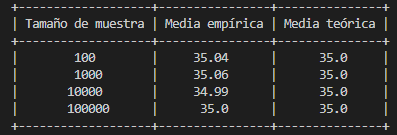 Tamaño de muestra | Media empírica | Media teórica
100 | 35.04 | 35.0
1000 | 35.06 | 35.0
10000 | 34.99 | 35.0
100000 | 35.0 | 35.0